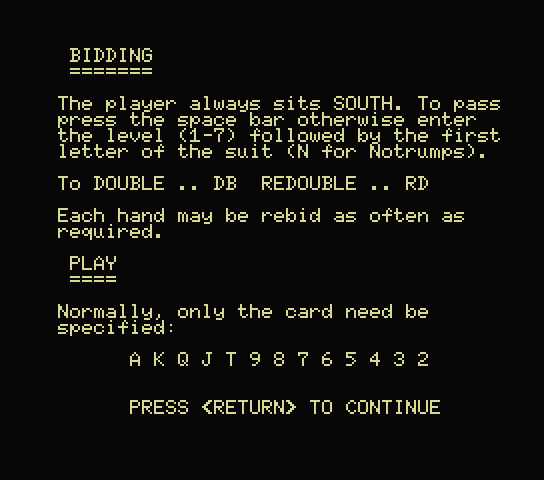 BIDDING
=======
The player always sits SOUTH. To pass
press the space bar otherwise enter
the level (1-7) followed by the first
letter of the suit (N for Notrumps).
To DOUBLE .. DB  REDOUBLE .. RD
Each hand may be rebid as often as
required.
PLAY
====
Normally, only the card need be
specified:
A K Q J T 9 8 7 6 5 4 3 2
PRESS <RETURN> TO CONTINUE